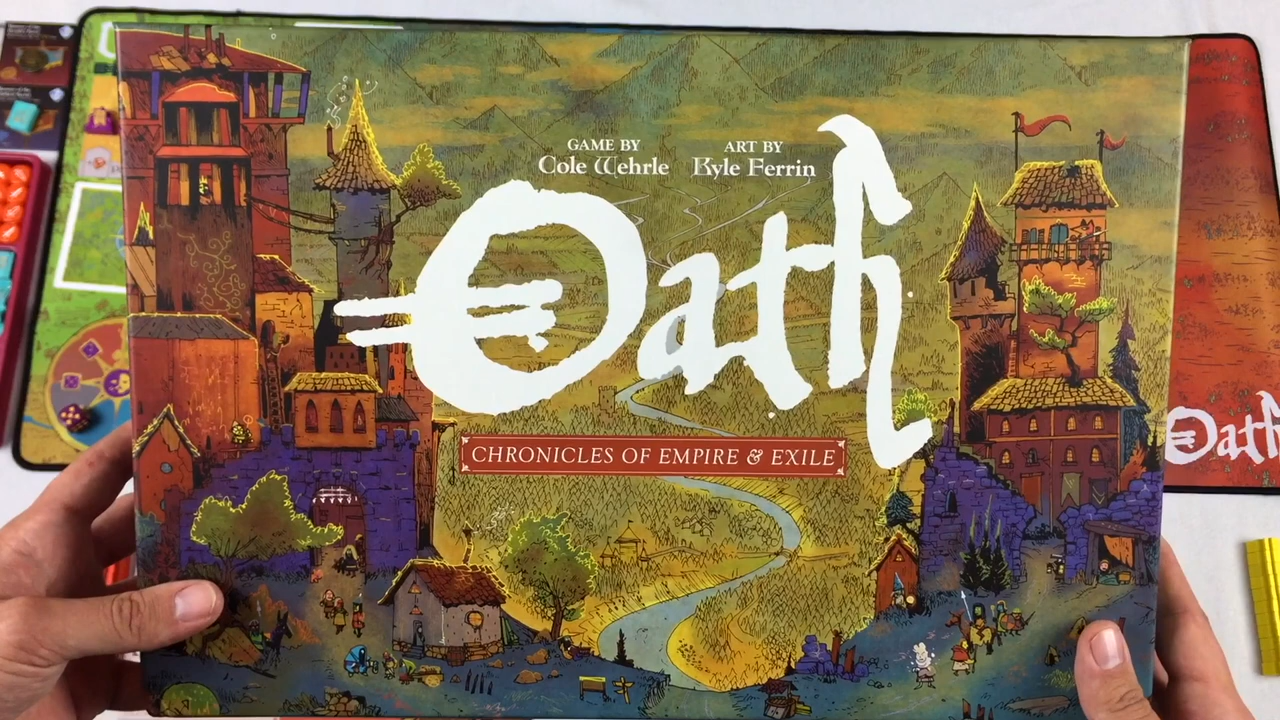 GAME BY
Cole Wehrle
ART BY
Kyle Ferrin
Oath
CHRONICLES OF EMPIRE & EXILE
Oath